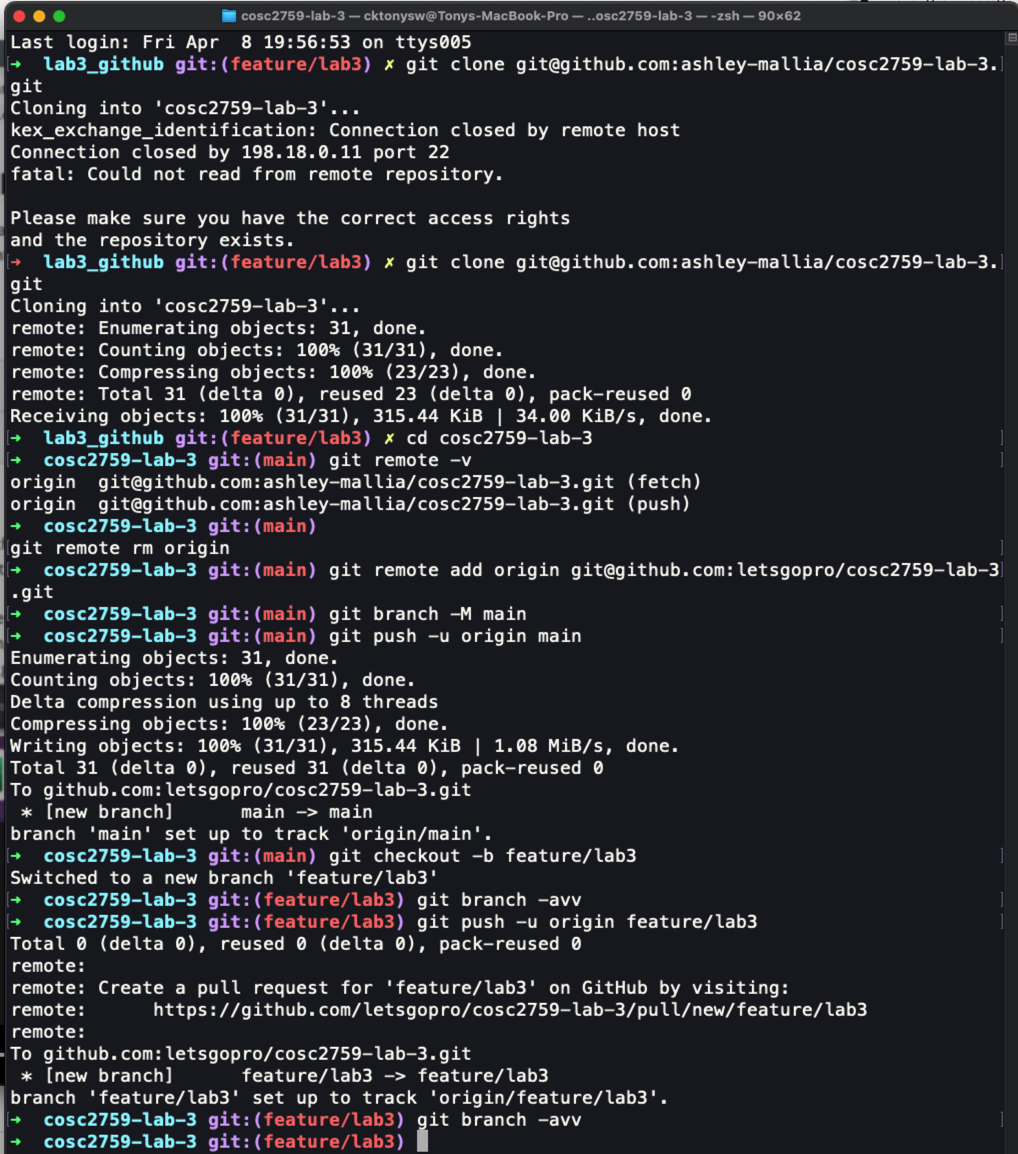 cosc2759-lab-3 — cktonysw@Tonys-MacBook-Pro — ..osc2759-lab-3 — -zsh — 90×62
Last login: Fri Apr  8 19:56:53 on ttys005
[→  lab3_github git:(feature/lab3) ✗ git clone git@github.com:ashley-mallia/cosc2759-lab-3.]
git
Cloning into 'cosc2759-lab-3'...
kex_exchange_identification: Connection closed by remote host
Connection closed by 198.18.0.11 port 22
fatal: Could not read from remote repository.

Please make sure you have the correct access rights
and the repository exists.
[→  lab3_github git:(feature/lab3) ✗ git clone git@github.com:ashley-mallia/cosc2759-lab-3.]
git
Cloning into 'cosc2759-lab-3'...
remote: Enumerating objects: 31, done.
remote: Counting objects: 100% (31/31), done.
remote: Compressing objects: 100% (23/23), done.
remote: Total 31 (delta 0), reused 23 (delta 0), pack-reused 0
Receiving objects: 100% (31/31), 315.44 KiB | 34.00 KiB/s, done.
[→  lab3_github git:(feature/lab3) ✗ cd cosc2759-lab-3 ]
[→  cosc2759-lab-3 git:(main) git remote -v ]
origin  git@github.com:ashley-mallia/cosc2759-lab-3.git (fetch)
origin  git@github.com:ashley-mallia/cosc2759-lab-3.git (push)
→  cosc2759-lab-3 git:(main)
[git remote rm origin ]
[→  cosc2759-lab-3 git:(main) git remote add origin git@github.com:letsgopro/cosc2759-lab-3]
.git
[→  cosc2759-lab-3 git:(main) git branch -M main ]
[→  cosc2759-lab-3 git:(main) git push -u origin main ]
Enumerating objects: 31, done.
Counting objects: 100% (31/31), done.
Delta compression using up to 8 threads
Compressing objects: 100% (23/23), done.
Writing objects: 100% (31/31), 315.44 KiB | 1.08 MiB/s, done.
Total 31 (delta 0), reused 31 (delta 0), pack-reused 0
To github.com:letsgopro/cosc2759-lab-3.git
 * [new branch]      main -> main
branch 'main' set up to track 'origin/main'.
[→  cosc2759-lab-3 git:(main) git checkout -b feature/lab3 ]
Switched to a new branch 'feature/lab3'
[→  cosc2759-lab-3 git:(feature/lab3) git branch -avv ]
[→  cosc2759-lab-3 git:(feature/lab3) git push -u origin feature/lab3 ]
Total 0 (delta 0), reused 0 (delta 0), pack-reused 0
remote:
remote: Create a pull request for 'feature/lab3' on GitHub by visiting:
remote:      https://github.com/letsgopro/cosc2759-lab-3/pull/new/feature/lab3
remote:
To github.com:letsgopro/cosc2759-lab-3.git
 * [new branch]      feature/lab3 -> feature/lab3
branch 'feature/lab3' set up to track 'origin/feature/lab3'.
[→  cosc2759-lab-3 git:(feature/lab3) git branch -avv ]
→  cosc2759-lab-3 git:(feature/lab3)